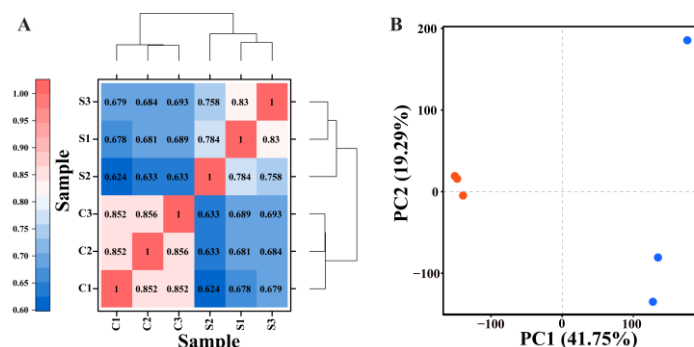 A
1.00
0.95
0.90
0.85
0.80
0.75
0.70
0.65
0.60
Sample
S3 0.679 0.684 0.693 0.758 0.83 1
S1 0.678 0.681 0.689 0.784 1 0.83
S2 0.624 0.633 0.633 1 0.784 0.758
C3 0.852 0.856 1 0.633 0.689 0.693
C2 0.852 1 0.856 0.633 0.681 0.684
C1 1 0.852 0.852 0.624 0.678 0.679
C1 C2 C3 S2 S1 S3
Sample
B
PC2 (19.29%)
200
100
0
−100
−100 0 100
PC1 (41.75%)